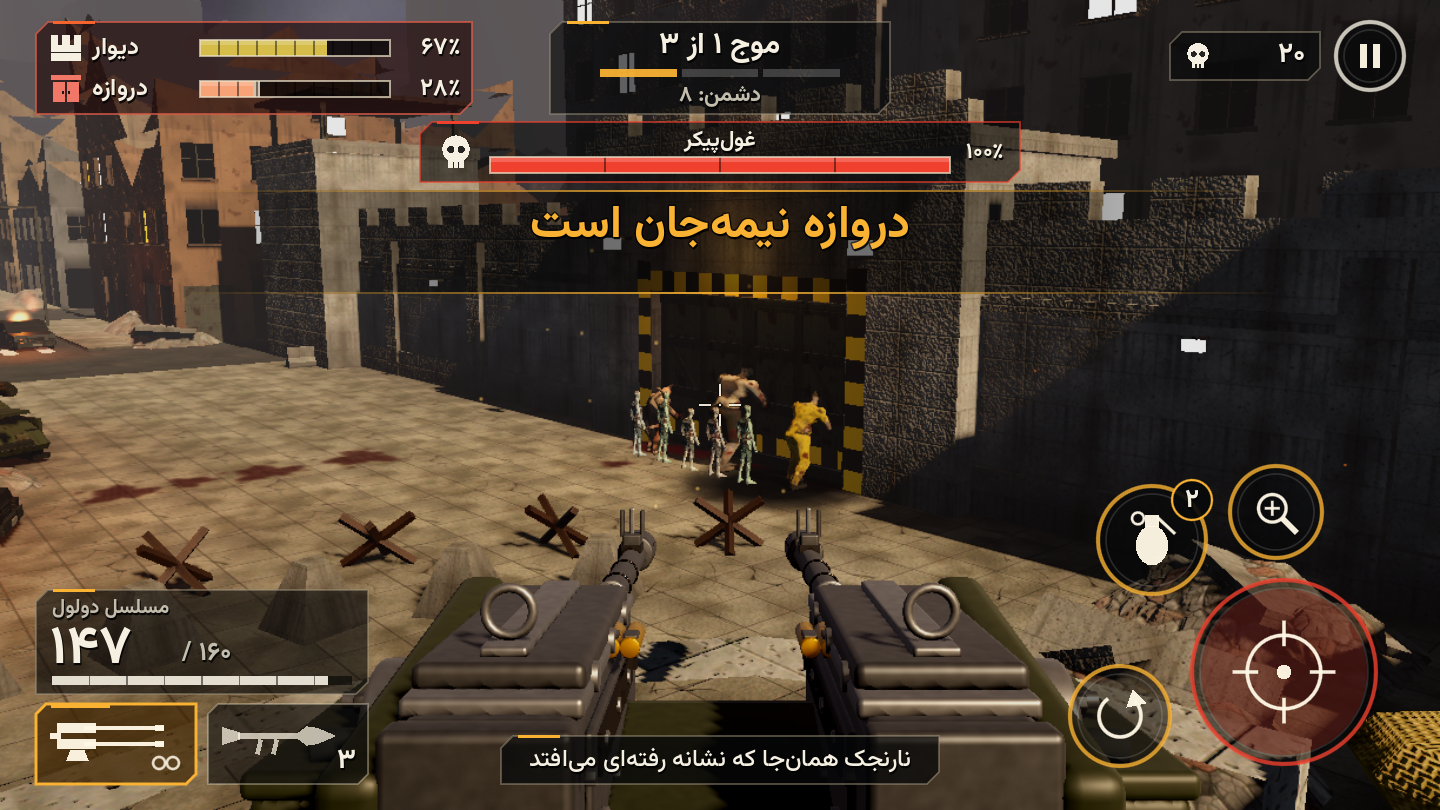 دیوار ۶۷٪
دروازه ۲۸٪
موج ۱ از ۳
دشمن: ۸
۲۰
غول‌پیکر
۱۰۰٪
دروازه نیمه‌جان است
۲
مسلسل دولول
۱۴۷ / ۱۶۰
∞
۳
نارنجک همان‌جا که نشانه رفته‌ای می‌افتد